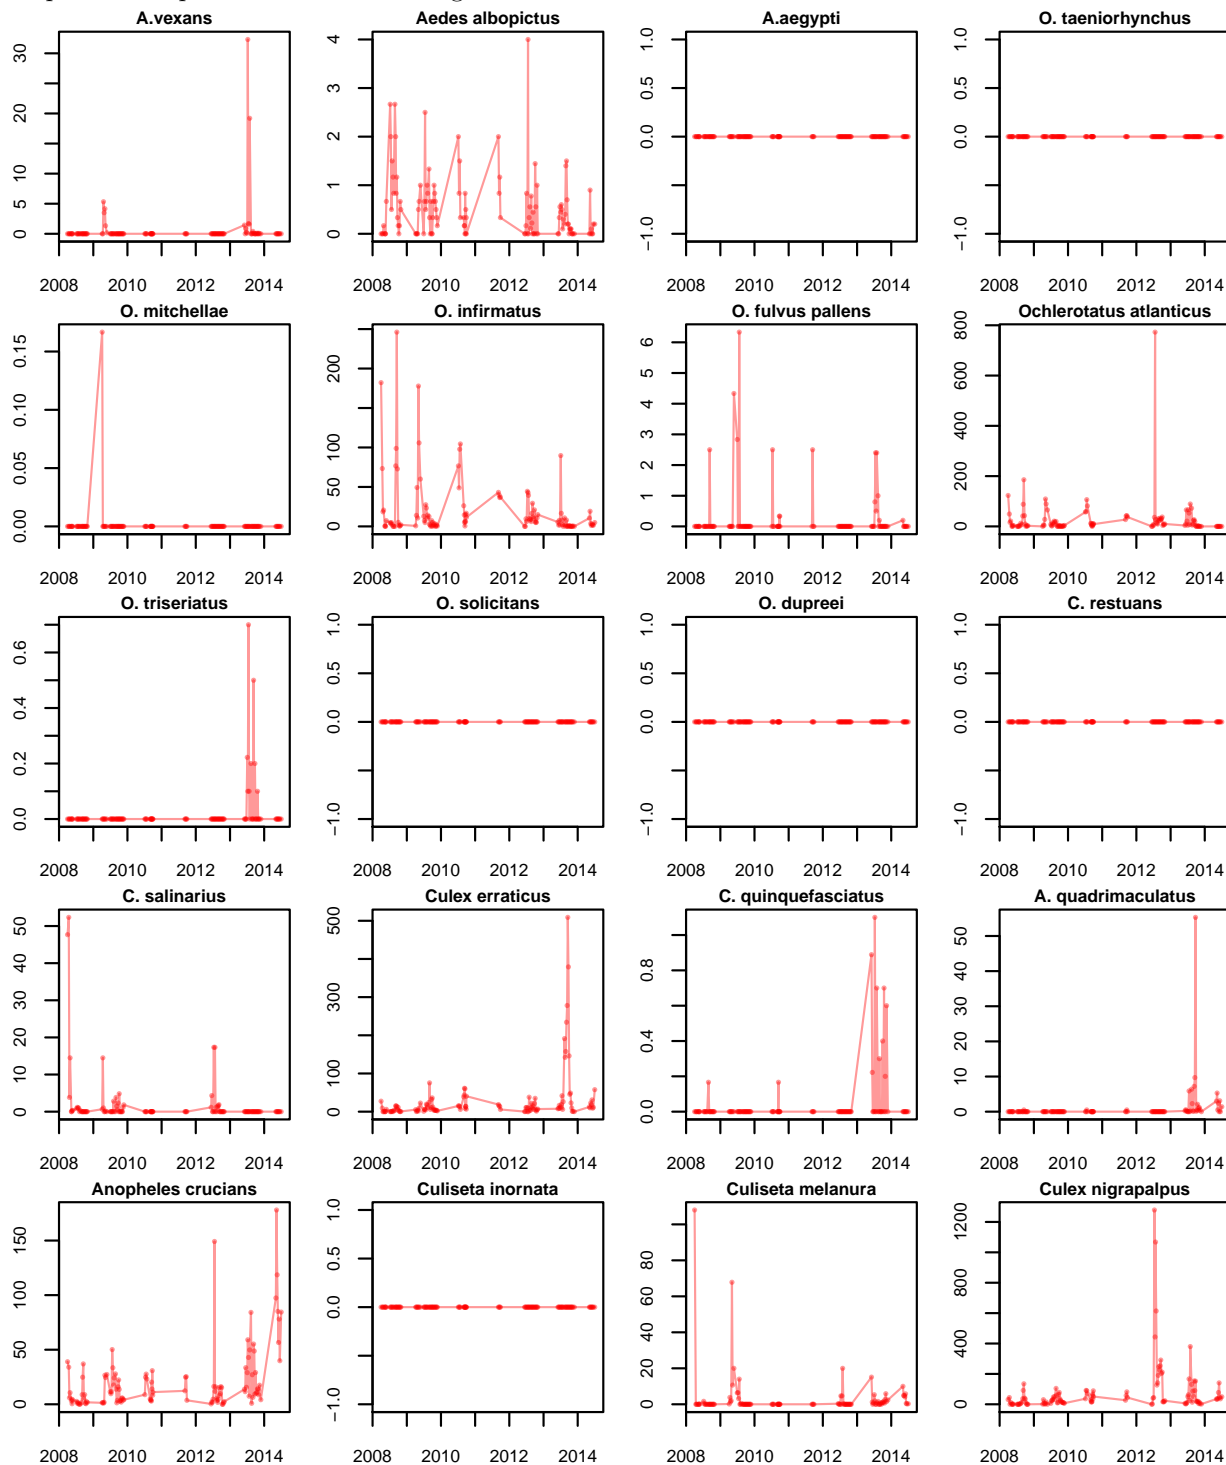 A.vexans Aedes albopictus A.aegypti O. taeniorhynchus
0 5 10 20 30
0 1 2 3 4
−1.0 0.0 0.5 1.0
−1.0 0.0 0.5 1.0
2008 2010 2012 2014 2008 2010 2012 2014 2008 2010 2012 2014 2008 2010 2012 2014
O. mitchellae O. infirmatus O. fulvus pallens Ochlerotatus atlanticus
0.00 0.05 0.10 0.15
0 50 100 200
0 1 2 3 4 5 6
0 200 400 600 800
2008 2010 2012 2014 2008 2010 2012 2014 2008 2010 2012 2014 2008 2010 2012 2014
O. triseriatus O. solicitans O. dupreei C. restuans
0.0 0.2 0.4 0.6
−1.0 0.0 0.5 1.0
−1.0 0.0 0.5 1.0
−1.0 0.0 0.5 1.0
2008 2010 2012 2014 2008 2010 2012 2014 2008 2010 2012 2014 2008 2010 2012 2014
C. salinarius Culex erraticus C. quinquefasciatus A. quadrimaculatus
0 10 20 30 40 50
0 100 300 500
0.0 0.4 0.8
0 10 20 30 40 50
2008 2010 2012 2014 2008 2010 2012 2014 2008 2010 2012 2014 2008 2010 2012 2014
Anopheles crucians Culiseta inornata Culiseta melanura Culex nigrapalpus
0 50 100 150
−1.0 0.0 0.5 1.0
0 20 40 60 80
0 400 800 1200
2008 2010 2012 2014 2008 2010 2012 2014 2008 2010 2012 2014 2008 2010 2012 2014